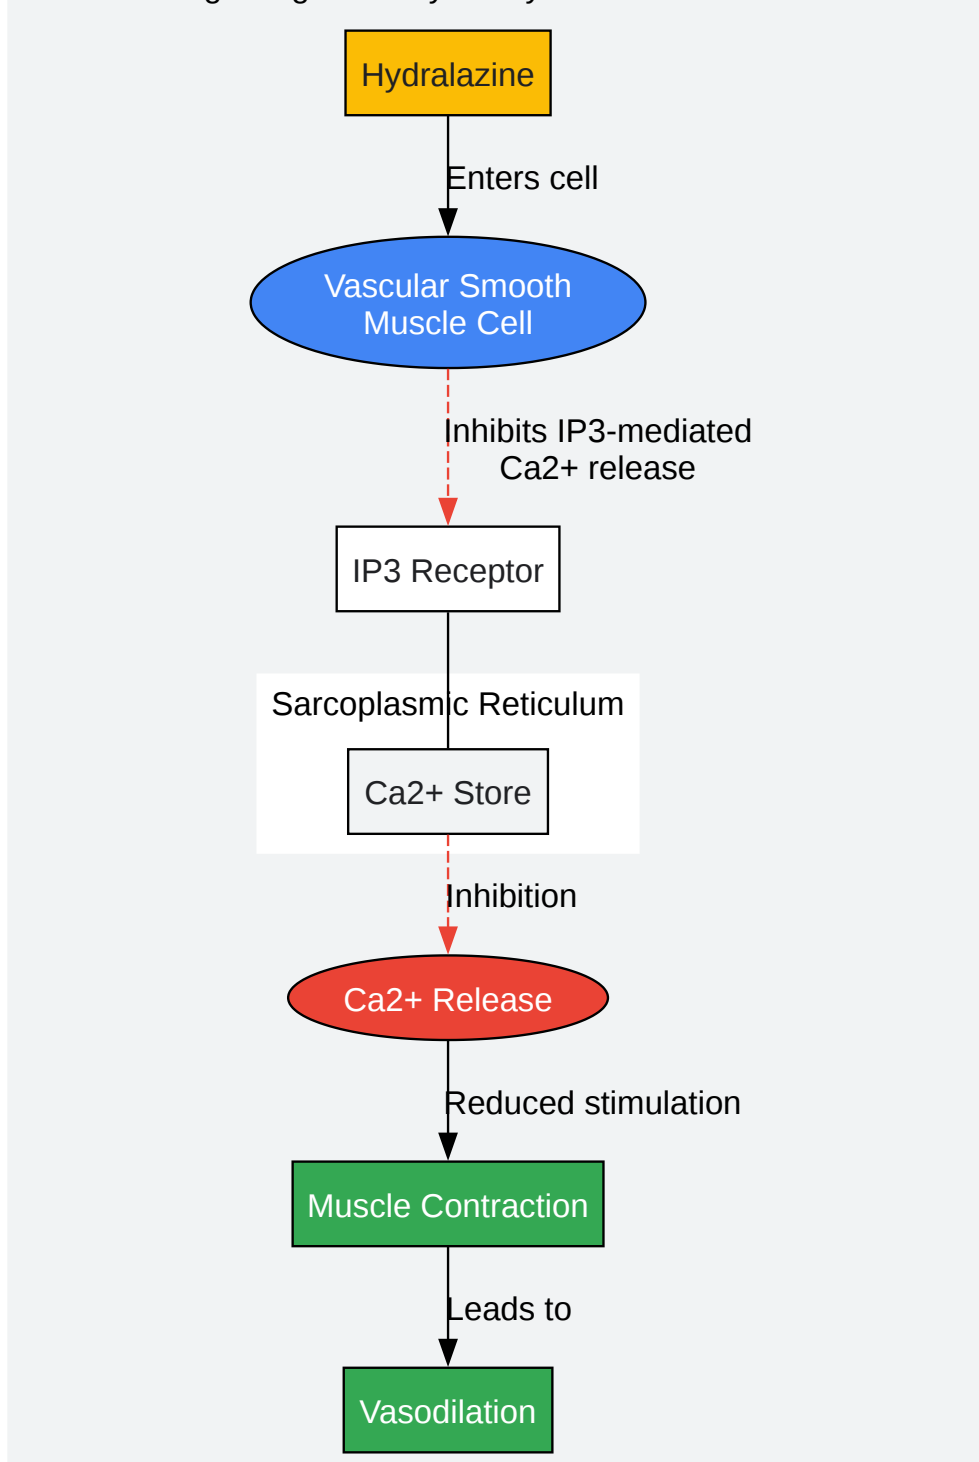 Hydralazine
Enters cell
Vascular Smooth
Muscle Cell
Inhibits IP3-mediated
Ca2+ release
IP3 Receptor
Sarcoplasmic Reticulum
Ca2+ Store
Inhibition
Ca2+ Release
Reduced stimulation
Muscle Contraction
Leads to
Vasodilation